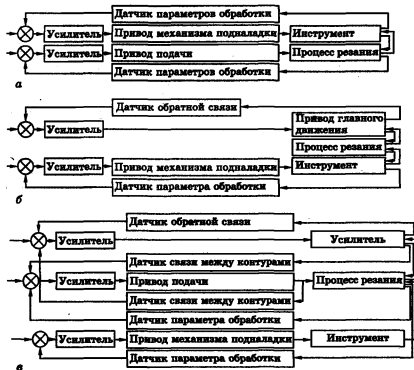 Датчик параметров обработки
Усилитель Привод механизма подналадки Инструмент
Усилитель Привод подачи Процесс резания
Датчик параметров обработки
а
Датчик обратной связи
Усилитель Привод главного движения
Процесс резания
Усилитель Привод механизма подналадки Инструмент
Датчик параметра обработки
б
Датчик обратной связи
Усилитель Усилитель
Датчик связи между контурами
Усилитель Привод подачи Процесс резания
Датчик связи между контурами
Датчик параметра обработки
Усилитель Привод механизма подналадки Инструмент
Датчик параметра обработки
в